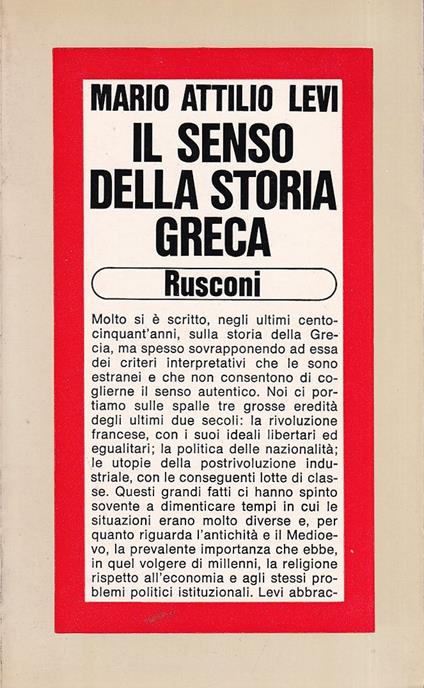 MARIO ATTILIO LEVI
IL SENSO
DELLA STORIA
GRECA
Rusconi
Molto si è scritto, negli ultimi cento-
cinquant'anni, sulla storia della Gre-
cia, ma spesso sovrapponendo ad essa
dei criteri interpretativi che le sono
estranei e che non consentono di co-
glierne il senso autentico. Noi ci por-
tiamo sulle spalle tre grosse eredità
degli ultimi due secoli: la rivoluzione
francese, con i suoi ideali libertari ed
egualitari; la politica delle nazionalità;
le utopie della postrivoluzione indu-
striale, con le conseguenti lotte di clas-
se. Questi grandi fatti ci hanno spinto
sovente a dimenticare tempi in cui le
situazioni erano molto diverse e, per
quanto riguarda l'antichità e il Medioe-
vo, la prevalente importanza che ebbe,
in quel volgere di millenni, la religione
rispetto all'economia e agli stessi pro-
blemi politici istituzionali. Levi abbrac-